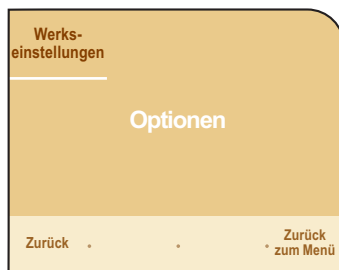 Werks-
einstellungen
Optionen
Zurück
Zurück
zum Menü